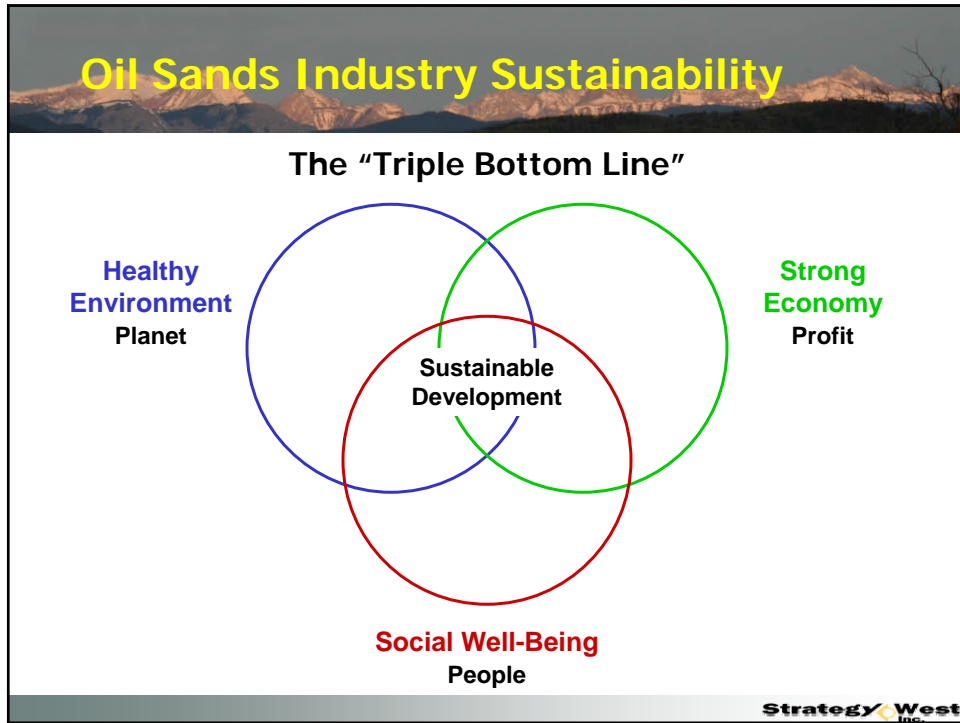 Oil Sands Industry Sustainability
The “Triple Bottom Line”
Healthy
Environment
Planet
Strong
Economy
Profit
Sustainable
Development
Social Well-Being
People
Strategy West
Inc.